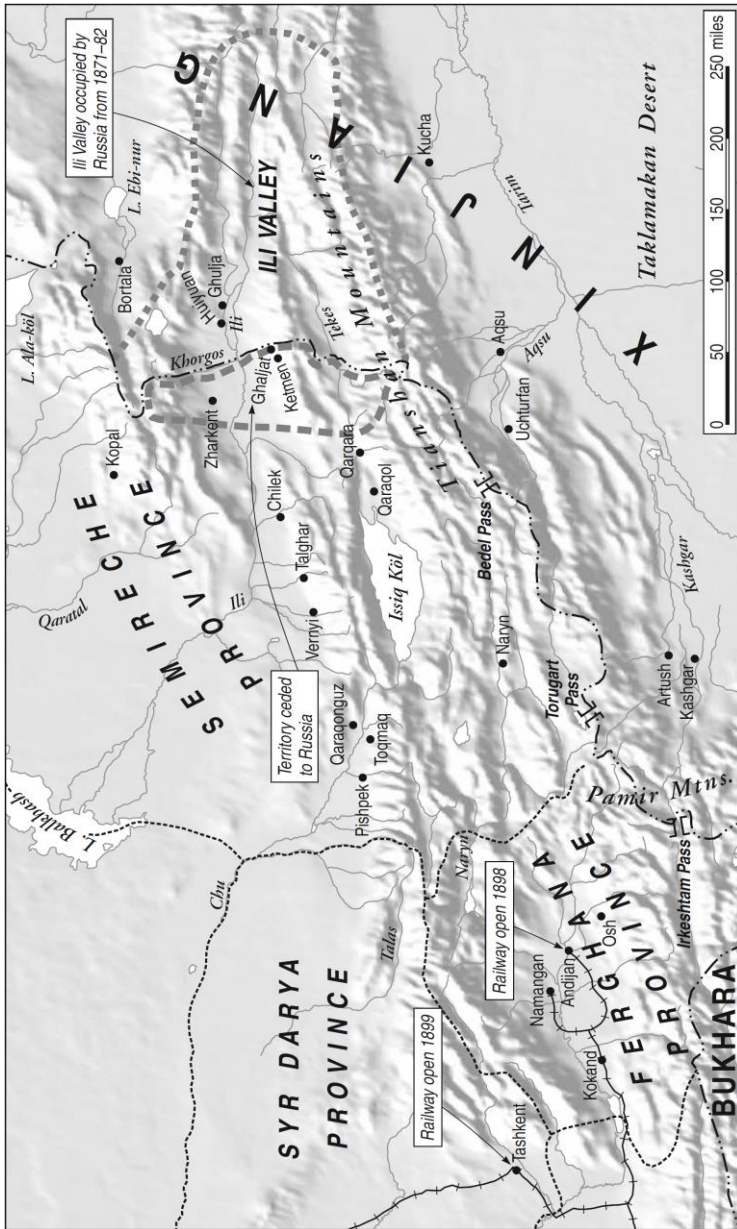 L. Balkhash
Qaratal
SEMIRECHE
PROVINCE
Kopal
L. Ala-köl
Bortala
L. Ebi-nur
Ili Valley occupied by
Russia from 1871–82
Zharkent
Khorgos
Huiyuan
Ghulja
Ili
ILI VALLEY
XINJIANG
Ili
Chilek
Talghar
Vernyi
Ghaljat
Ketmen
Tekes
Territory ceded
to Russia
Chu
Qaraqonguz
Toqmaq
Pishpek
Issiq Köl
Qarqara
Qaraqol
Tianshan Mountains
Kucha
SYR DARYA
PROVINCE
Talas
Naryn
Naryn
Bedel Pass
Aqsu
Aqsu
Uchturfan
Tarim
Taklamakan Desert
Railway open 1899
Railway open 1898
Tashkent
Namangan
Andijan
Osh
Kokand
FERGHANA
PROVINCE
Torugart
Pass
Pamir Mtns.
Irkeshtam Pass
Artush
Kashgar
Kashgar
BUKHARA
0 50 100 150 200 250 miles